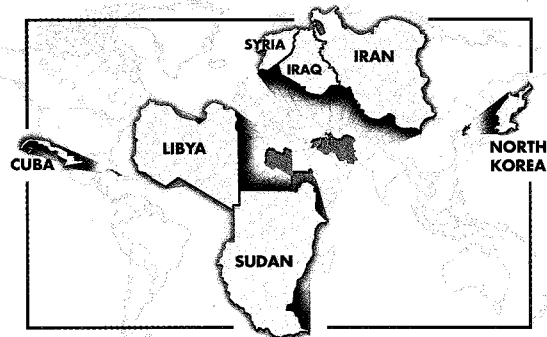 SYRIA
IRAQ
IRAN
CUBA
LIBYA
NORTH
KOREA
SUDAN